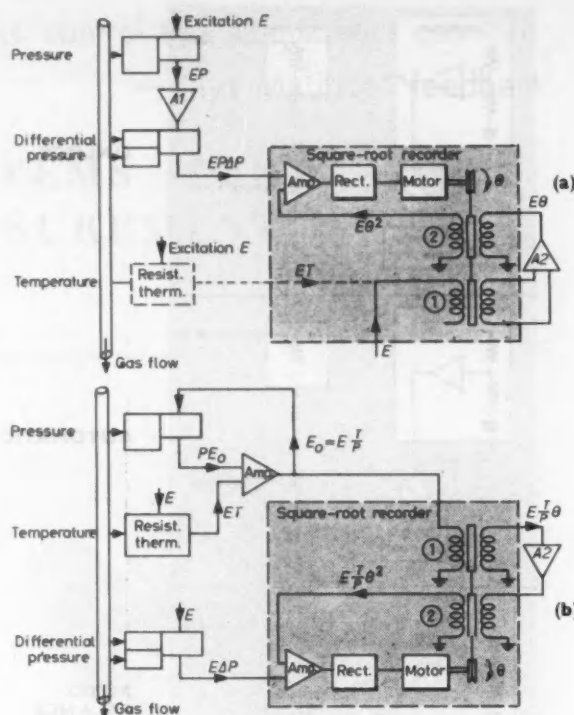 Excitation E
Pressure
EP
A1
Differential
pressure
EPΔP
Square-root recorder
(a)
Amp.
Rect.
Motor
θ
Eθ
Eθ²
②
A2
Excitation E
Temperature
Resist.
therm.
ET
①
E
Gas flow
Pressure
E₀=E T/P
PE₀
Amp.
E
ET
Temperature
Resist.
therm.
Square-root recorder
E T/P θ
①
A2
E T/P θ²
②
(b)
E
Differential
pressure
EΔP
Amp.
Rect.
Motor
θ
Gas flow